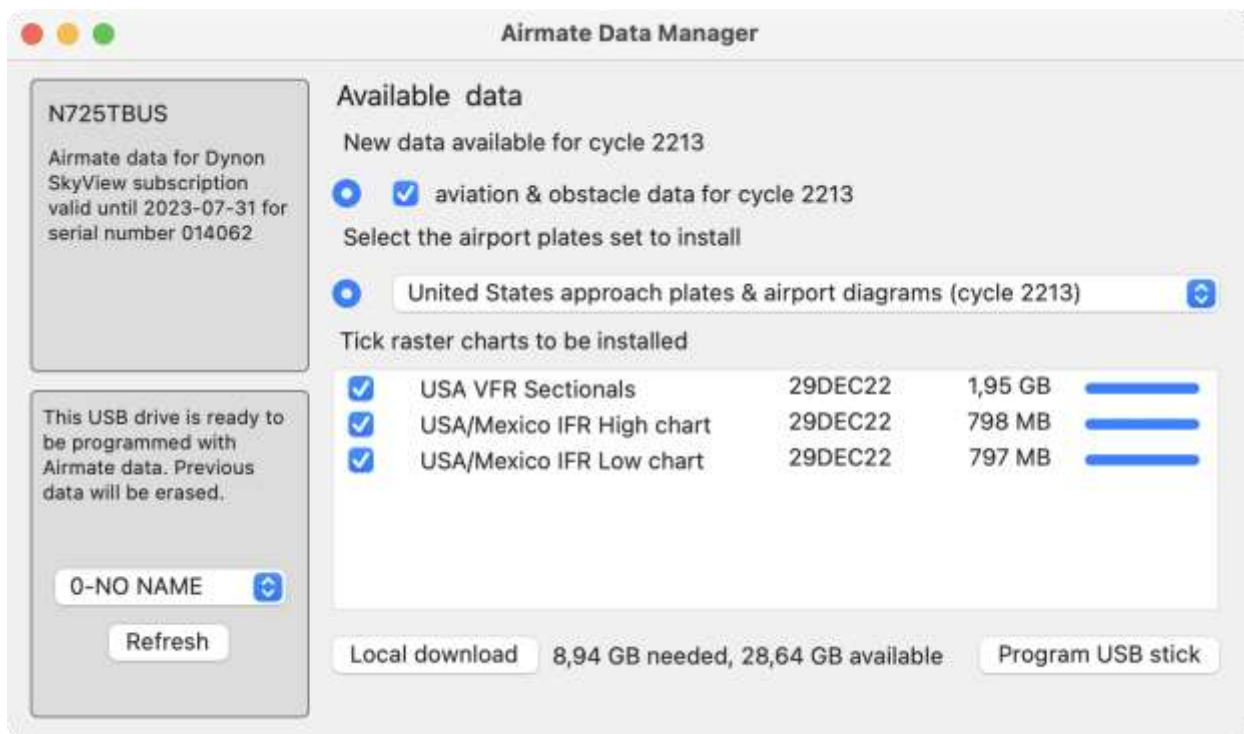 Airmate Data Manager
N725TBUS
Airmate data for Dynon
SkyView subscription
valid until 2023-07-31 for
serial number 014062
This USB drive is ready to
be programmed with
Airmate data. Previous
data will be erased.
0-NO NAME
Refresh
Available data
New data available for cycle 2213
aviation & obstacle data for cycle 2213
Select the airport plates set to install
United States approach plates & airport diagrams (cycle 2213)
Tick raster charts to be installed
USA VFR Sectionals 29DEC22 1,95 GB
USA/Mexico IFR High chart 29DEC22 798 MB
USA/Mexico IFR Low chart 29DEC22 797 MB
Local download 8,94 GB needed, 28,64 GB available Program USB stick